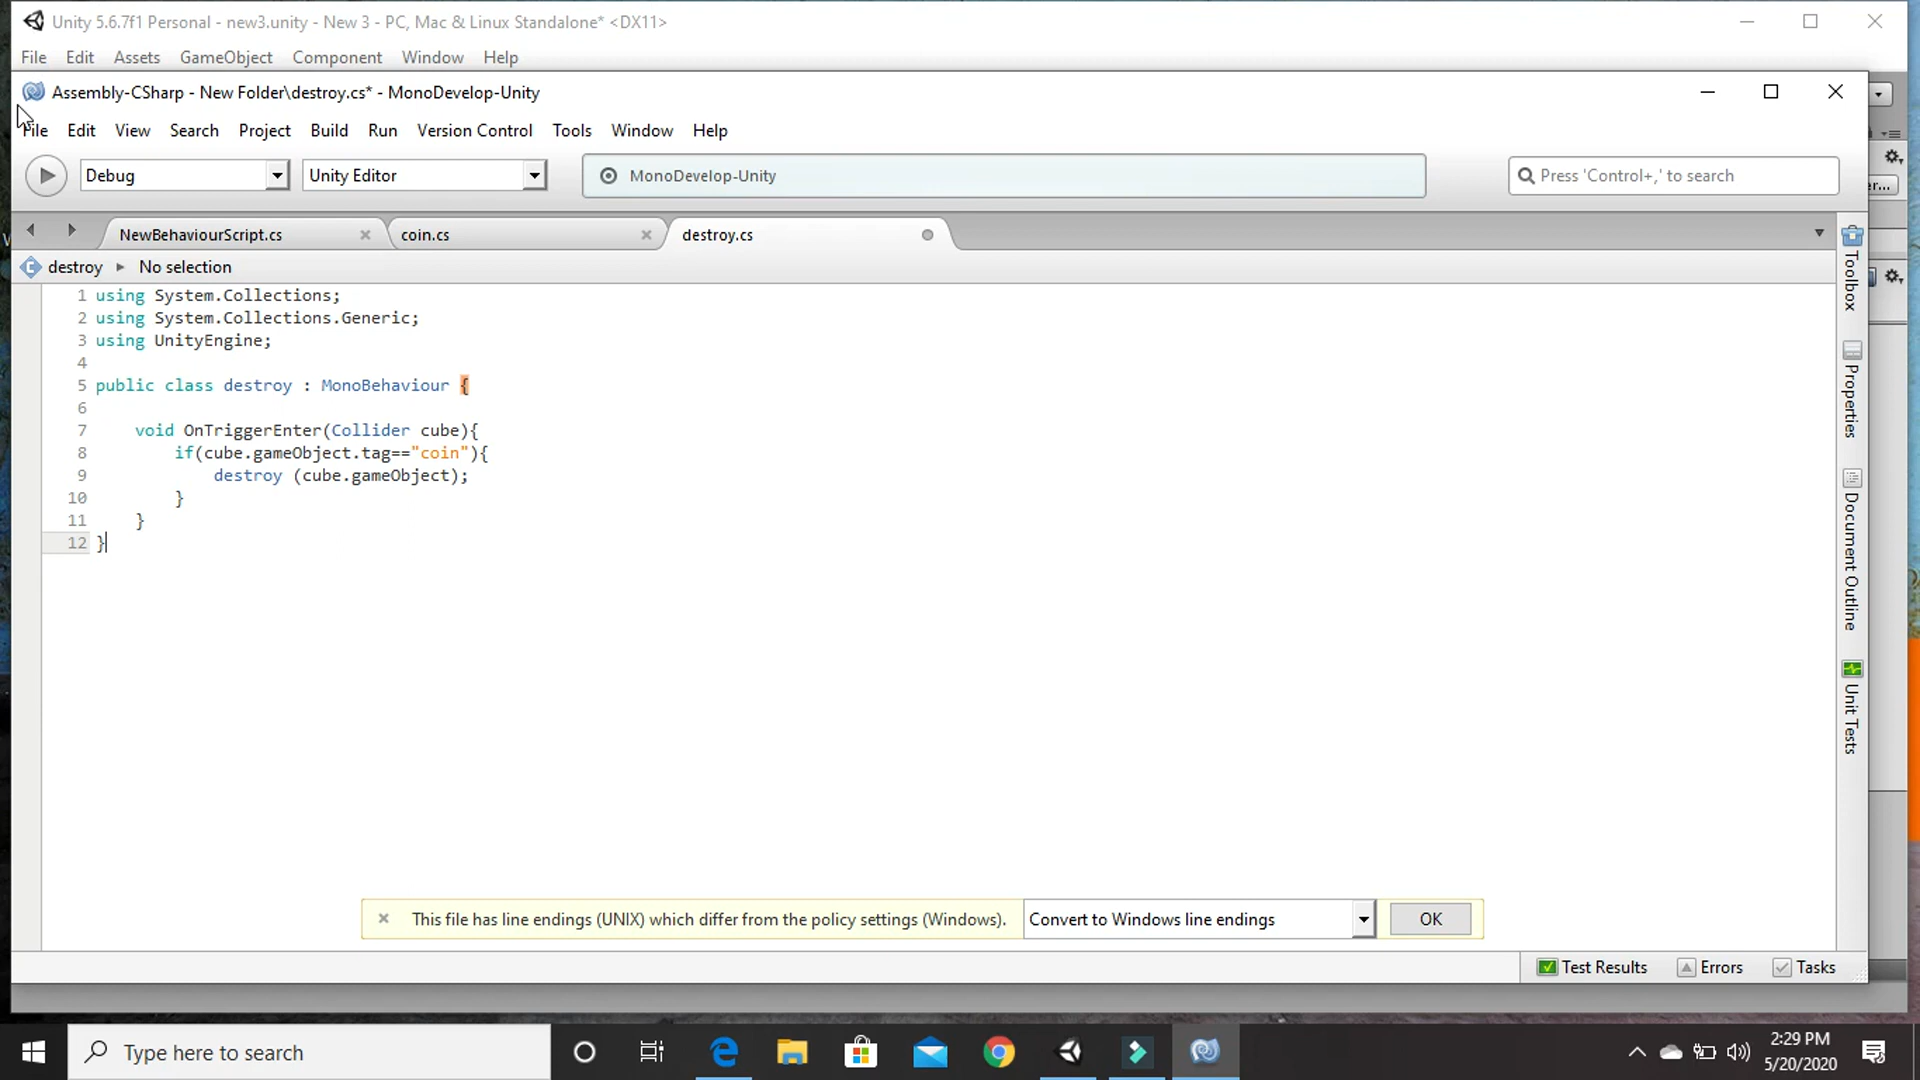 Unity 5.6.7f1 Personal - new3.unity - New 3 - PC, Mac & Linux Standalone* <DX11>
File Edit Assets GameObject Component Window Help
Assembly-CSharp - New Folder\destroy.cs* - MonoDevelop-Unity
File Edit View Search Project Build Run Version Control Tools Window Help
Debug Unity Editor MonoDevelop-Unity Press 'Control+,' to search
NewBehaviourScript.cs coin.cs destroy.cs
destroy No selection
1 using System.Collections;
2 using System.Collections.Generic;
3 using UnityEngine;
4
5 public class destroy : MonoBehaviour {
6
7 void OnTriggerEnter(Collider cube){
8 if(cube.gameObject.tag=="coin"){
9 destroy (cube.gameObject);
10 }
11 }
12 }
Toolbox
Properties
Document Outline
Unit Tests
This file has line endings (UNIX) which differ from the policy settings (Windows). Convert to Windows line endings OK
Test Results Errors Tasks
Type here to search
2:29 PM
5/20/2020